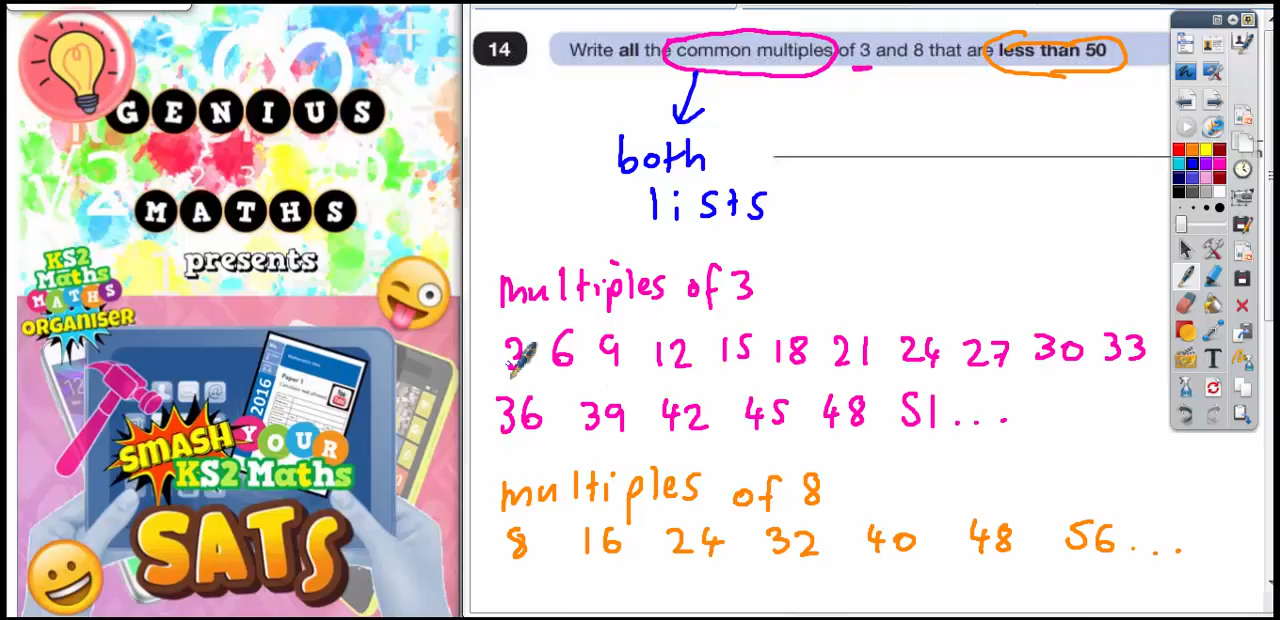 GENIUS
MATHS
presents
KS2
Maths
MATHS
ORGANISER
2016
Paper 1
SMASH YOUR
KS2 Maths
SATS
14 Write all the common multiples of 3 and 8 that are less than 50
both
lists
multiples of 3
3 6 9 12 15 18 21 24 27 30 33
36 39 42 45 48 51...
multiples of 8
8 16 24 32 40 48 56...